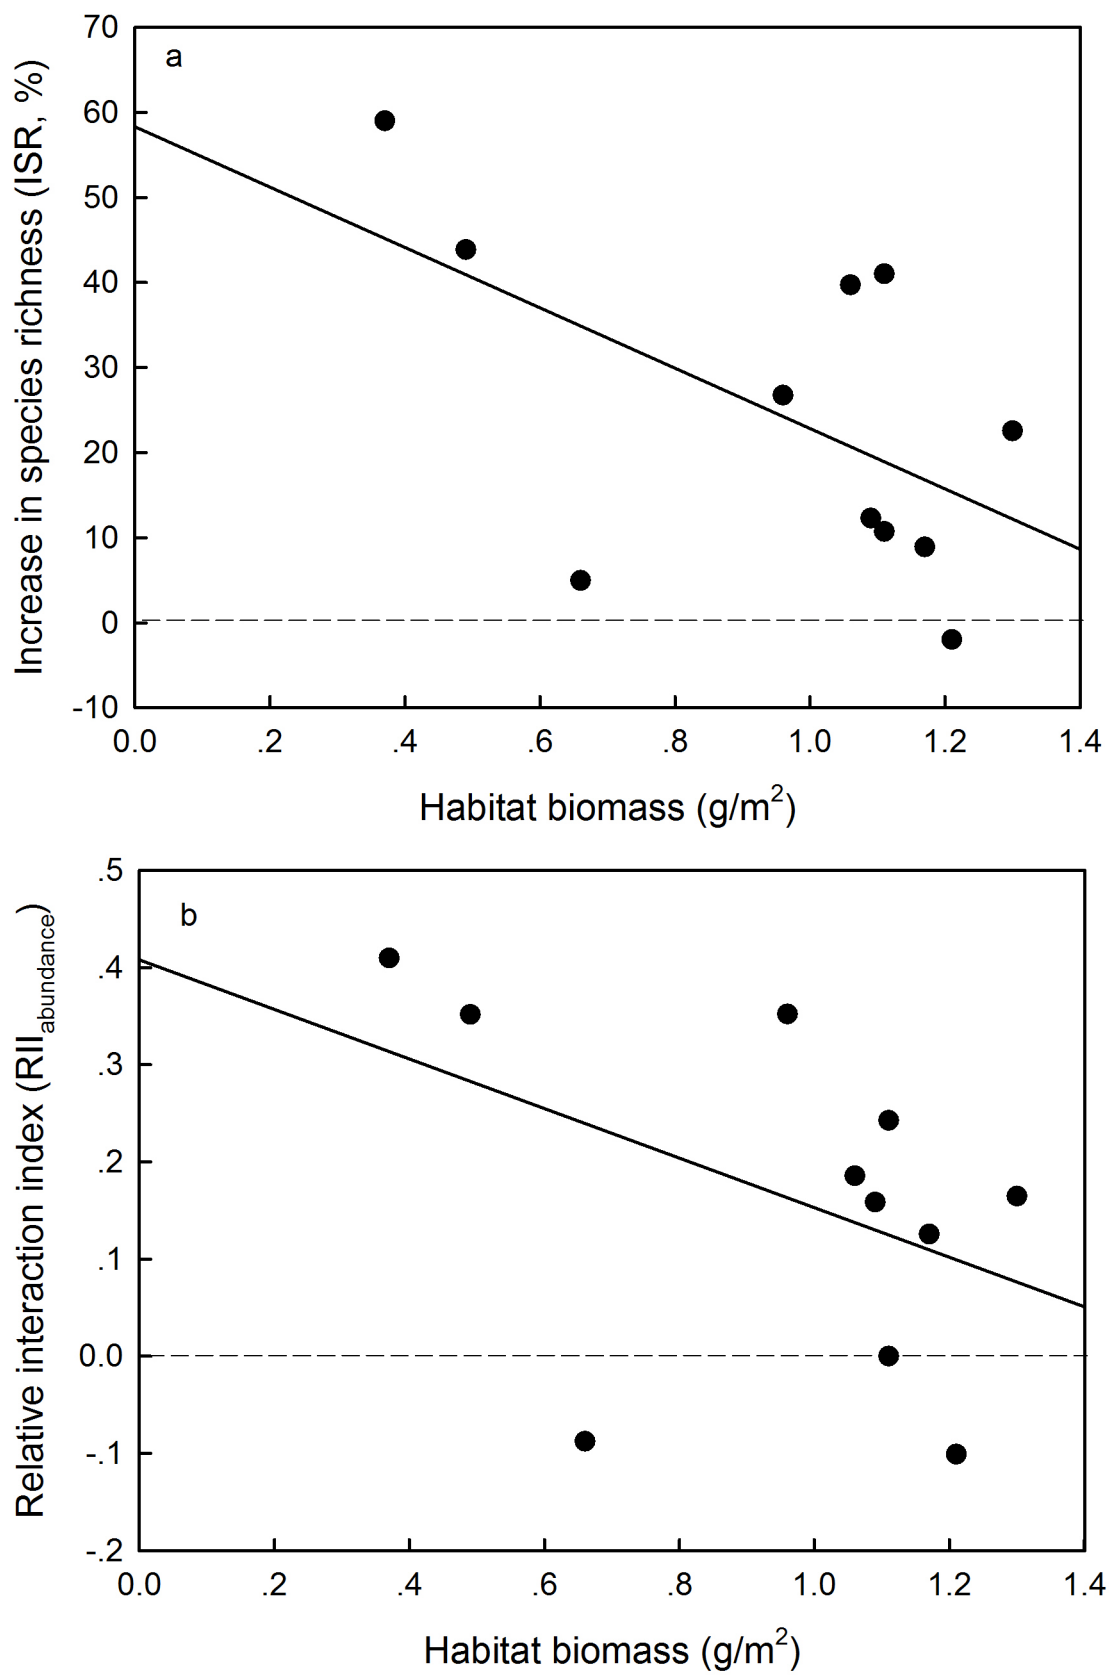 a
Increase in species richness (ISR, %)
70
60
50
40
30
20
10
0
-10
0.0 .2 .4 .6 .8 1.0 1.2 1.4
Habitat biomass (g/m²)
b
Relative interaction index (RII_abundance)
.5
.4
.3
.2
.1
0.0
-.1
-.2
0.0 .2 .4 .6 .8 1.0 1.2 1.4
Habitat biomass (g/m²)